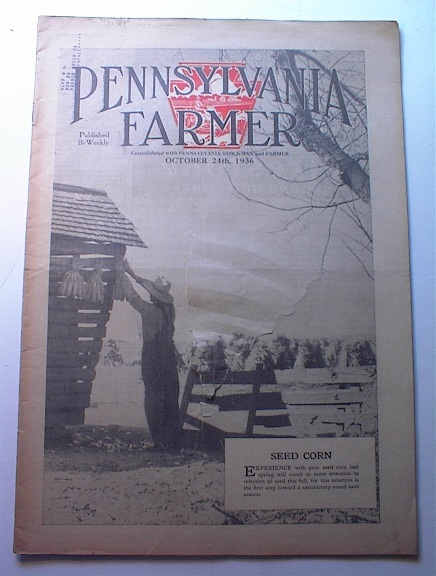 PENNSYLVANIA
FARMER
Published
Bi-Weekly
Consolidated with PENNSYLVANIA STOCKMAN and FARMER
OCTOBER 24th, 1936
SEED CORN
EXPERIENCE with poor seed corn last
spring will result in more attention to
selection of seed this fall, for this selection is
the first step toward a satisfactory stand next
season.